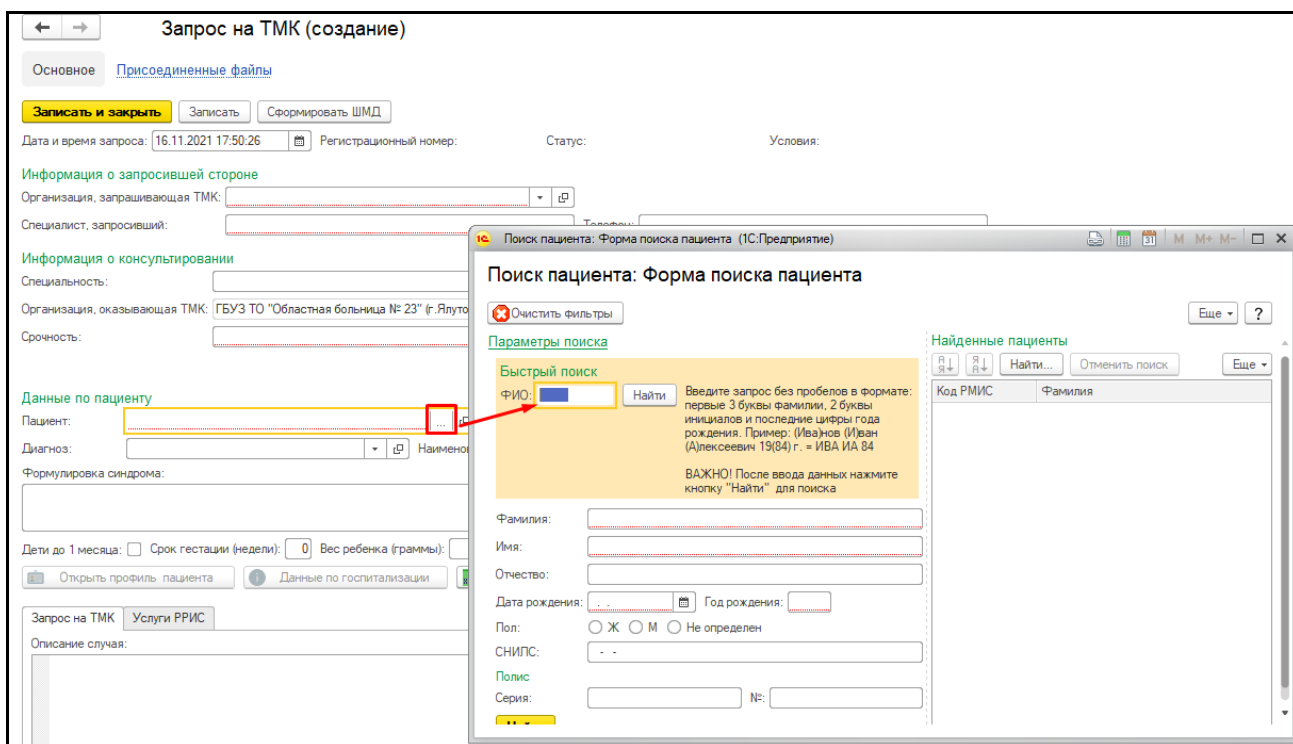 Запрос на ТМК (создание)
Основное Присоединенные файлы
Записать и закрыть Записать Сформировать ШМД
Дата и время запроса: 16.11.2021 17:50:26 Регистрационный номер: Статус: Условия:
Информация о запросившей стороне
Организация, запрашивающая ТМК:
Специалист, запросивший:
Информация о консультировании
Специальность:
Организация, оказывающая ТМК: ГБУЗ ТО "Областная больница № 23" (г.Ялуто
Срочность:
Данные по пациенту
Пациент: ...
Диагноз:
Формулировка синдрома:
Дети до 1 месяца: Срок гестации (недели): 0 Вес ребенка (граммы):
Открыть профиль пациента Данные по госпитализации
Запрос на ТМК Услуги РРИС
Описание случая:
Поиск пациента: Форма поиска пациента (1С:Предприятие) 31 M M+ M-
Поиск пациента: Форма поиска пациента
Очистить фильтры Еще ?
Параметры поиска
Быстрый поиск
ФИО: Найти
Введите запрос без пробелов в формате:
первые 3 буквы фамилии, 2 буквы
инициалов и последние цифры года
рождения. Пример: (Ива)нов (И)ван
(А)лексеевич 19(84) г. = ИВА ИА 84
ВАЖНО! После ввода данных нажмите
кнопку "Найти" для поиска
Фамилия:
Имя:
Отчество:
Дата рождения: . . Год рождения:
Пол: Ж М Не определен
СНИЛС: - -
Полис
Серия: №:
Найденные пациенты
Найти... Отменить поиск Еще
Код РМИС Фамилия